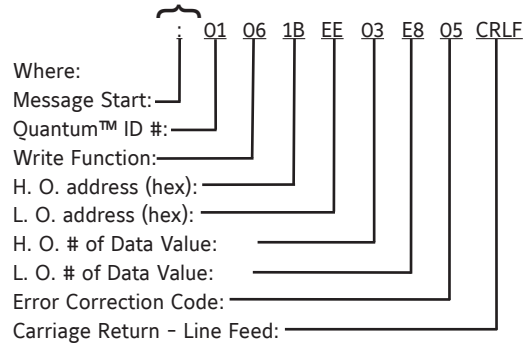 : 01 06 1B EE 03 E8 05 CRLF
Where:
Message Start:
Quantum™ ID #:
Write Function:
H. O. address (hex):
L. O. address (hex):
H. O. # of Data Value:
L. O. # of Data Value:
Error Correction Code:
Carriage Return - Line Feed: